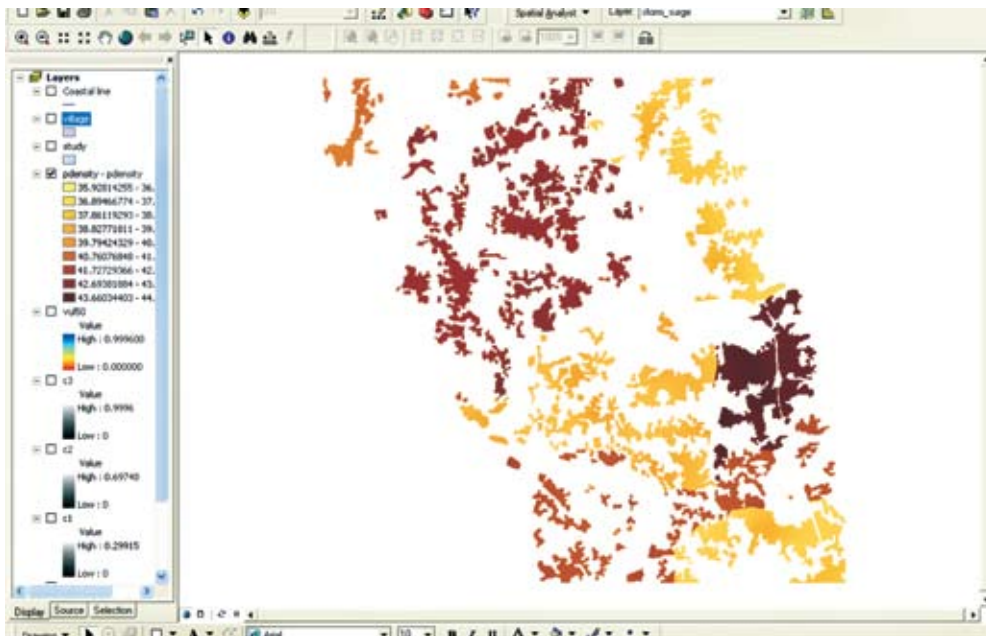 Spatial Analyst Layer:
Layers
Coastal line
village
study
pdensity - pdensity
35.92814255 - 36.
36.89466774 - 37.
37.86119293 - 38.
38.82771811 - 39.
39.79424329 - 40.
40.76076848 - 41.
41.72729366 - 42.
42.69381884 - 43.
43.66034403 - 44.
vul50
Value
High : 0.999600
Low : 0.000000
c3
Value
High : 0.9996
Low : 0
c2
Value
High : 0.69740
Low : 0
c1
Value
High : 0.29915
Low : 0
Display Source Selection
Drawing A Arial 10 B I U A